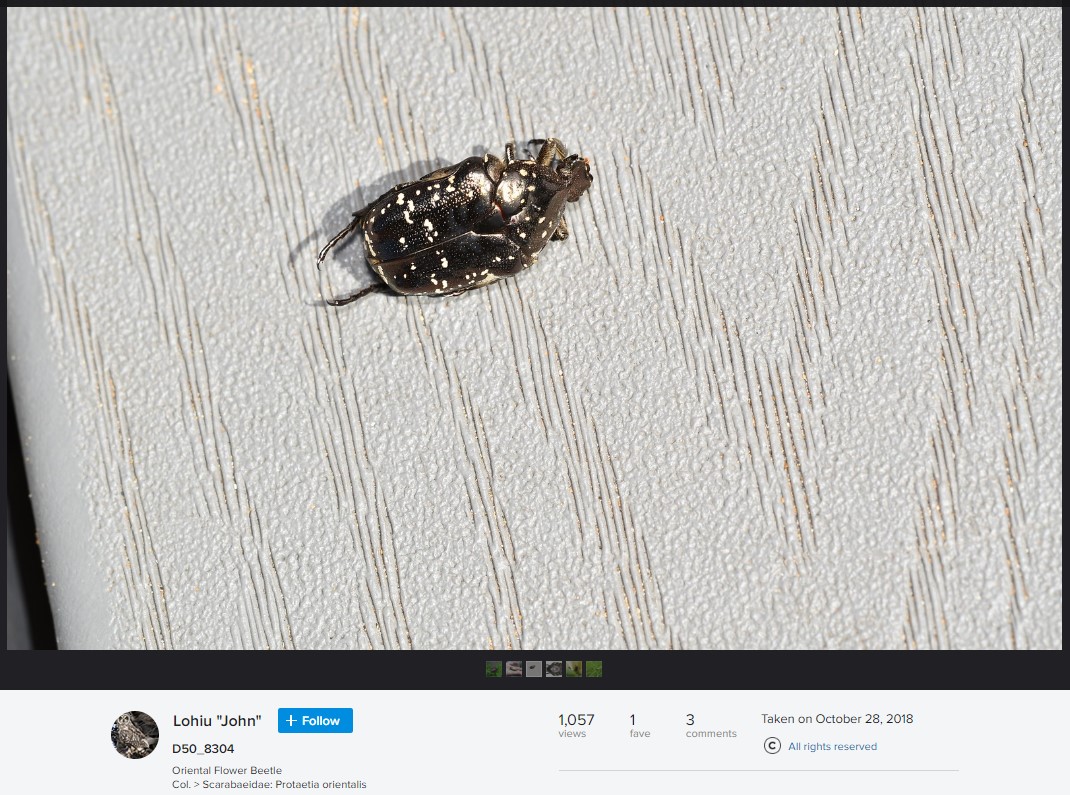 Lohiu "John"
+ Follow
D50_8304
Oriental Flower Beetle
Col. > Scarabaeidae: Protaetia orientalis
1,057
views
1
fave
3
comments
Taken on October 28, 2018
C All rights reserved